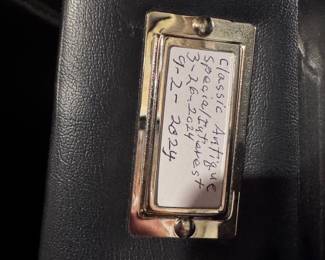 Classic Antique
Special Interest
3-26-2024
9-2-2024